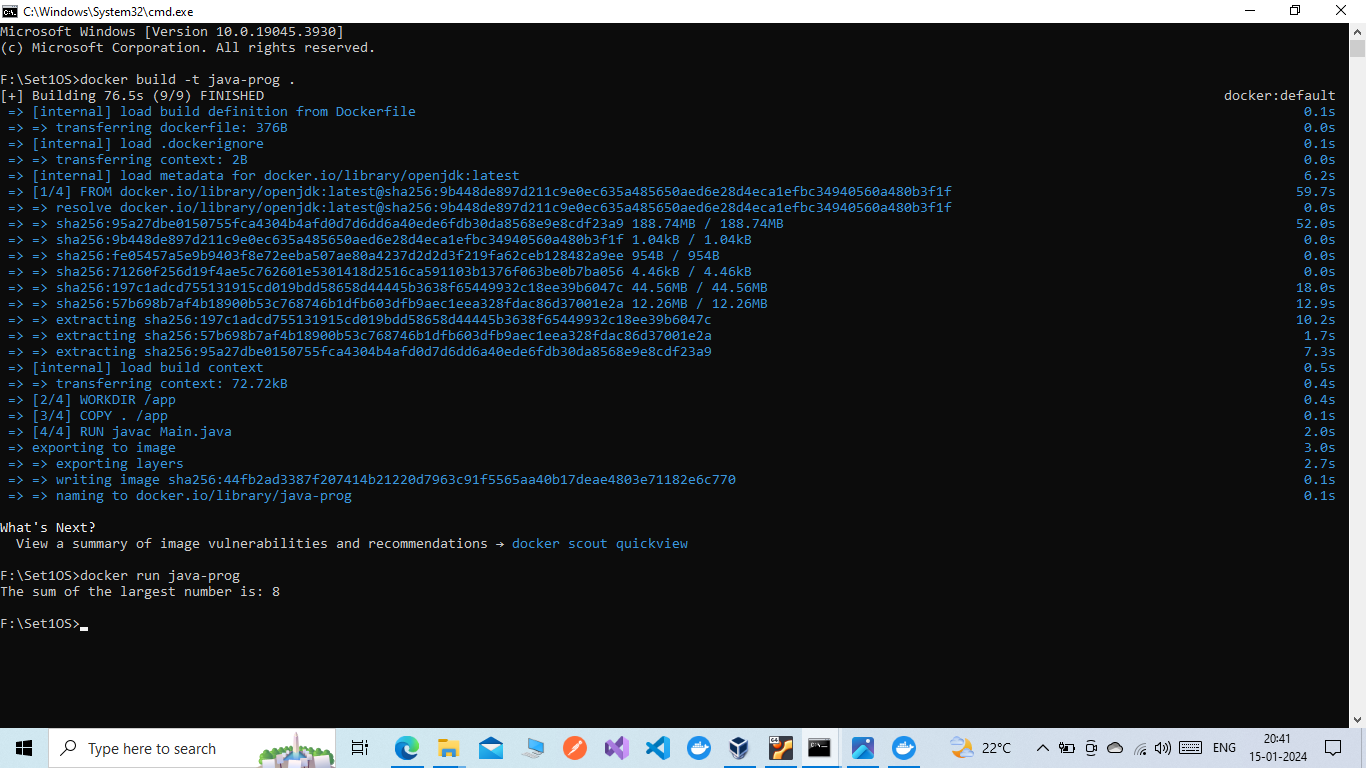 C:\Windows\System32\cmd.exe
Microsoft Windows [Version 10.0.19045.3930]
(c) Microsoft Corporation. All rights reserved.
F:\Set1OS>docker build -t java-prog .
[+] Building 76.5s (9/9) FINISHED docker:default
=> [internal] load build definition from Dockerfile 0.1s
=> => transferring dockerfile: 376B 0.0s
=> [internal] load .dockerignore 0.1s
=> => transferring context: 2B 0.0s
=> [internal] load metadata for docker.io/library/openjdk:latest 6.2s
=> [1/4] FROM docker.io/library/openjdk:latest@sha256:9b448de897d211c9e0ec635a485650aed6e28d4eca1efbc34940560a480b3f1f 59.7s
=> => resolve docker.io/library/openjdk:latest@sha256:9b448de897d211c9e0ec635a485650aed6e28d4eca1efbc34940560a480b3f1f 0.0s
=> => sha256:95a27dbe0150755fca4304b4afd0d7d6dd6a40ede6fdb30da8568e9e8cdf23a9 188.74MB / 188.74MB 52.0s
=> => sha256:9b448de897d211c9e0ec635a485650aed6e28d4eca1efbc34940560a480b3f1f 1.04kB / 1.04kB 0.0s
=> => sha256:fe05457a5e9b9403f8e72eeba507ae80a4237d2d2d3f219fa62ceb128482a9ee 954B / 954B 0.0s
=> => sha256:71260f256d19f4ae5c762601e5301418d2516ca591103b1376f063be0b7ba056 4.46kB / 4.46kB 0.0s
=> => sha256:197c1adcd755131915cd019bdd58658d44445b3638f65449932c18ee39b6047c 44.56MB / 44.56MB 18.0s
=> => sha256:57b698b7af4b18900b53c768746b1dfb603dfb9aec1eea328fdac86d37001e2a 12.26MB / 12.26MB 12.9s
=> => extracting sha256:197c1adcd755131915cd019bdd58658d44445b3638f65449932c18ee39b6047c 10.2s
=> => extracting sha256:57b698b7af4b18900b53c768746b1dfb603dfb9aec1eea328fdac86d37001e2a 1.7s
=> => extracting sha256:95a27dbe0150755fca4304b4afd0d7d6dd6a40ede6fdb30da8568e9e8cdf23a9 7.3s
=> [internal] load build context 0.5s
=> => transferring context: 72.72kB 0.4s
=> [2/4] WORKDIR /app 0.4s
=> [3/4] COPY . /app 0.1s
=> [4/4] RUN javac Main.java 2.0s
=> exporting to image 3.0s
=> => exporting layers 2.7s
=> => writing image sha256:44fb2ad3387f207414b21220d7963c91f5565aa40b17deae4803e71182e6c770 0.1s
=> => naming to docker.io/library/java-prog 0.1s
What's Next?
View a summary of image vulnerabilities and recommendations → docker scout quickview
F:\Set1OS>docker run java-prog
The sum of the largest number is: 8
F:\Set1OS>
Type here to search
22°C
ENG
20:41
15-01-2024